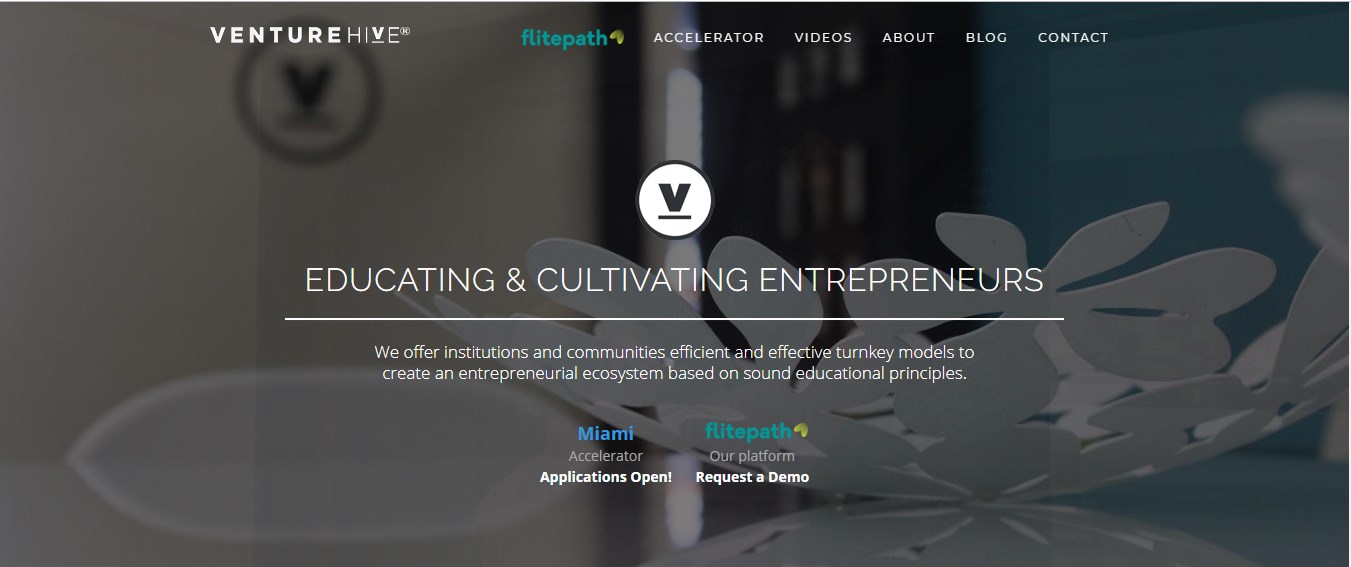 VENTUREHIVE®
flitepath ACCELERATOR VIDEOS ABOUT BLOG CONTACT
V
V
EDUCATING & CULTIVATING ENTREPRENEURS
We offer institutions and communities efficient and effective turnkey models to
create an entrepreneurial ecosystem based on sound educational principles.
Miami
Accelerator
Applications Open!
flitepath
Our platform
Request a Demo